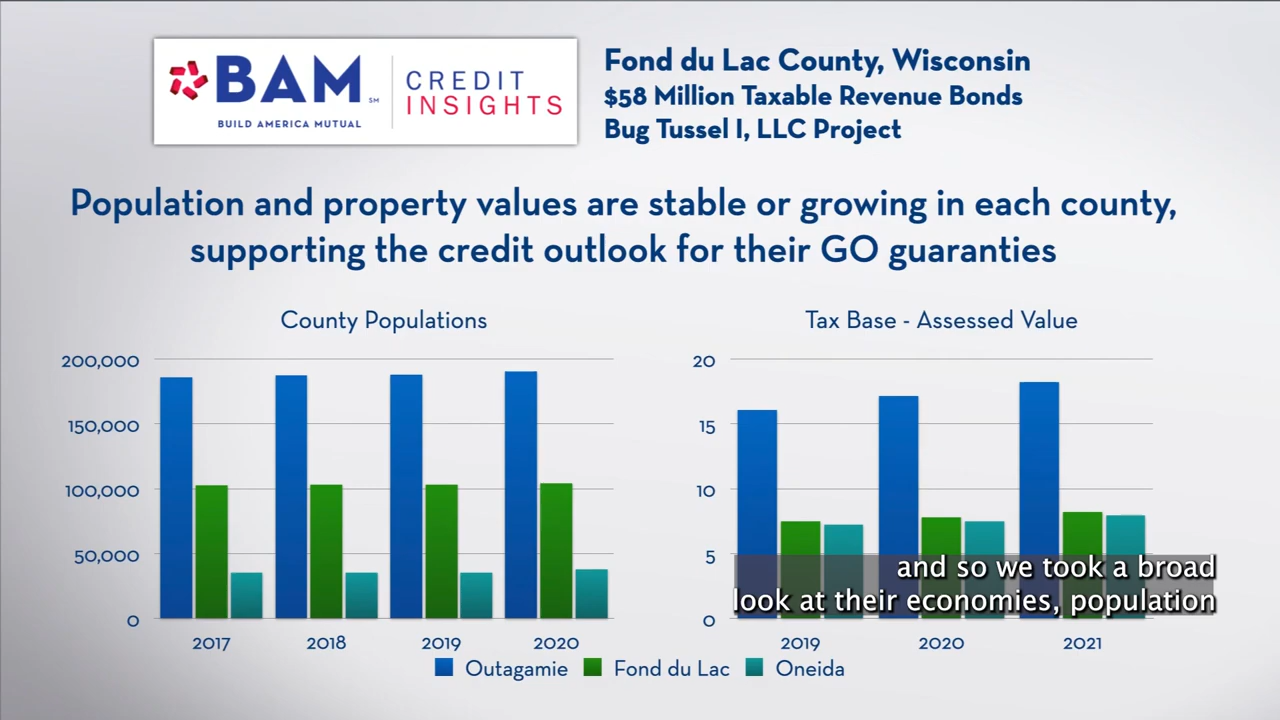 BAM SM
BUILD AMERICA MUTUAL
CREDIT
INSIGHTS
Fond du Lac County, Wisconsin
$58 Million Taxable Revenue Bonds
Bug Tussel I, LLC Project
Population and property values are stable or growing in each county,
supporting the credit outlook for their GO guaranties
County Populations
200,000
150,000
100,000
50,000
0
2017 2018 2019 2020
Tax Base - Assessed Value
20
15
10
5
0
2019 2020 2021
Outagamie Fond du Lac Oneida
and so we took a broad
look at their economies, population